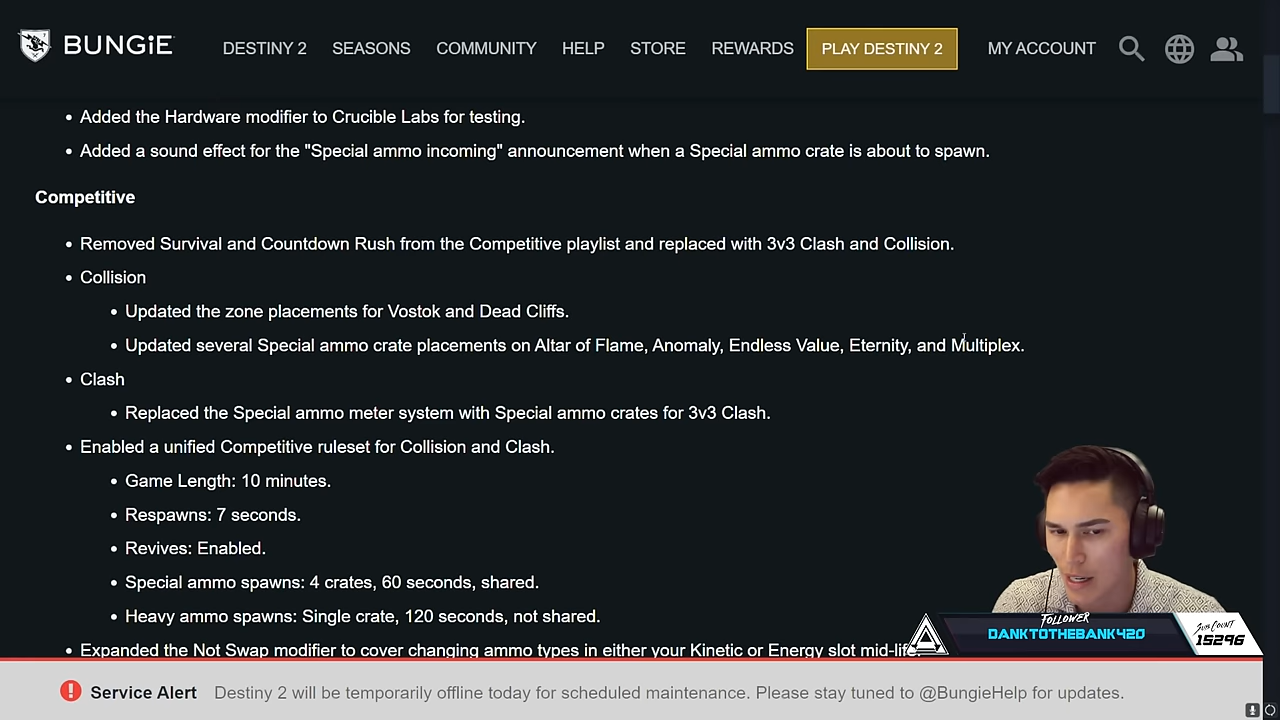 BUNGiE DESTINY 2 SEASONS COMMUNITY HELP STORE REWARDS PLAY DESTINY 2 MY ACCOUNT
• Added the Hardware modifier to Crucible Labs for testing.
• Added a sound effect for the "Special ammo incoming" announcement when a Special ammo crate is about to spawn.
Competitive
• Removed Survival and Countdown Rush from the Competitive playlist and replaced with 3v3 Clash and Collision.
• Collision
• Updated the zone placements for Vostok and Dead Cliffs.
• Updated several Special ammo crate placements on Altar of Flame, Anomaly, Endless Value, Eternity, and Multiplex.
• Clash
• Replaced the Special ammo meter system with Special ammo crates for 3v3 Clash.
• Enabled a unified Competitive ruleset for Collision and Clash.
• Game Length: 10 minutes.
• Respawns: 7 seconds.
• Revives: Enabled.
• Special ammo spawns: 4 crates, 60 seconds, shared.
• Heavy ammo spawns: Single crate, 120 seconds, not shared.
FOLLOWER
DANKTOTHEBANK420
SUB COUNT
15296
• Expanded the Not Swap modifier to cover changing ammo types in either your Kinetic or Energy slot mid-life.
Service Alert Destiny 2 will be temporarily offline today for scheduled maintenance. Please stay tuned to @BungieHelp for updates.